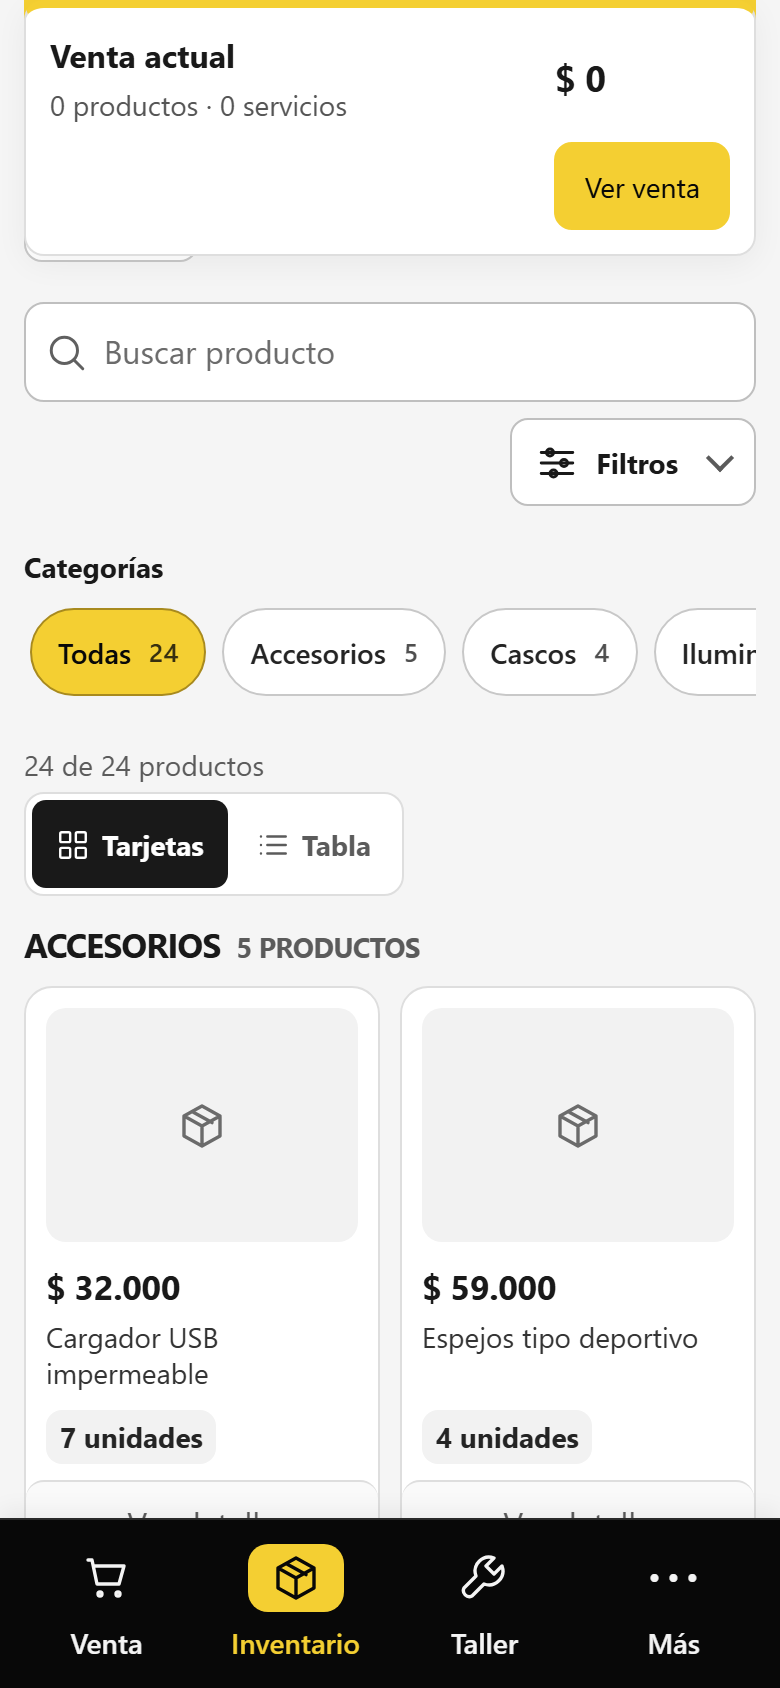 Venta actual
$ 0
0 productos · 0 servicios
Ver venta
Buscar producto
Filtros
Categorías
Todas 24 Accesorios 5 Cascos 4
24 de 24 productos
Tarjetas Tabla
ACCESORIOS 5 PRODUCTOS
$ 32.000
Cargador USB
impermeable
7 unidades
$ 59.000
Espejos tipo deportivo
4 unidades
Venta Inventario Taller Más